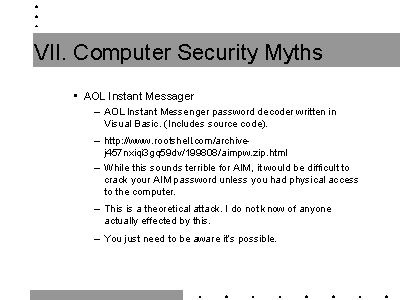 VII. Computer Security Myths
• AOL Instant Messager
– AOL Instant Messenger password decoder written in
Visual Basic. (Includes source code).
– http://www.rootshell.com/archive-
j457nxiqi3gq59dv/199808/aimpw.zip.html
– While this sounds terrible for AIM, it would be difficult to
crack your AIM password unless you had physical access
to the computer.
– This is a theoretical attack. I do not know of anyone
actually effected by this.
– You just need to be aware it's possible.